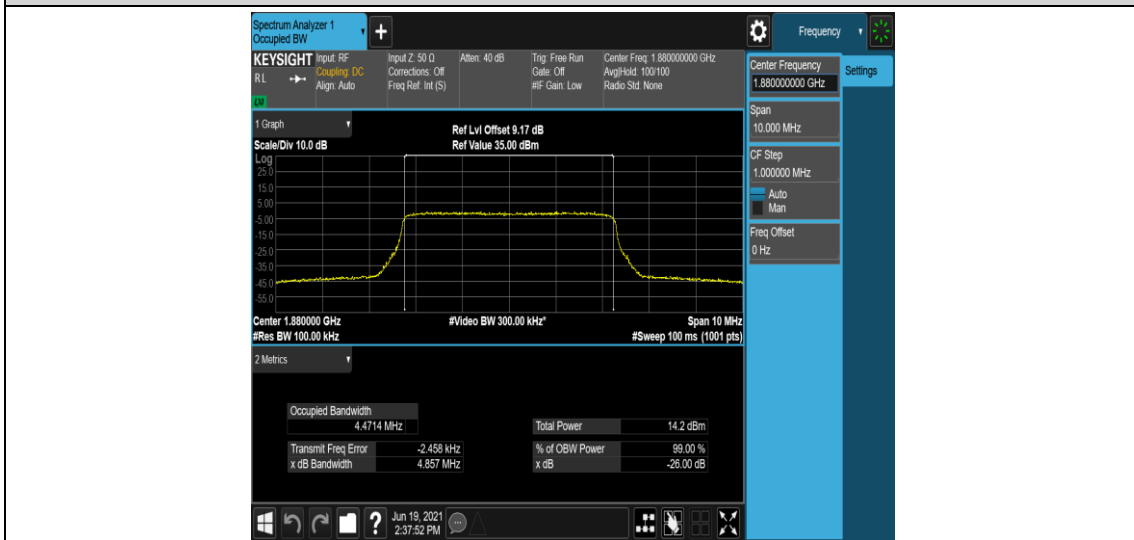 Spectrum Analyzer 1
Occupied BW
+
Frequency
KEYSIGHT
RL
LXI
Input: RF
Coupling: DC
Align: Auto
Input Z: 50 Ω
Corrections: Off
Freq Ref: Int (S)
Atten: 40 dB
Trig: Free Run
Gate: Off
#IF Gain: Low
Center Freq: 1.880000000 GHz
Avg|Hold: 100/100
Radio Std: None
Center Frequency
1.880000000 GHz
Settings
Span
10.000 MHz
CF Step
1.000000 MHz
Auto
Man
Freq Offset
0 Hz
1 Graph
Ref Lvl Offset 9.17 dB
Scale/Div 10.0 dB
Ref Value 35.00 dBm
Log
25.0
15.0
5.00
-5.00
-15.0
-25.0
-35.0
-45.0
-55.0
Center 1.880000 GHz
#Video BW 300.00 kHz*
Span 10 MHz
#Res BW 100.00 kHz
#Sweep 100 ms (1001 pts)
2 Metrics
Occupied Bandwidth
4.4714 MHz
Total Power 14.2 dBm
Transmit Freq Error -2.458 kHz
% of OBW Power 99.00 %
x dB Bandwidth 4.857 MHz
x dB -26.00 dB
?
Jun 19, 2021
2:37:52 PM